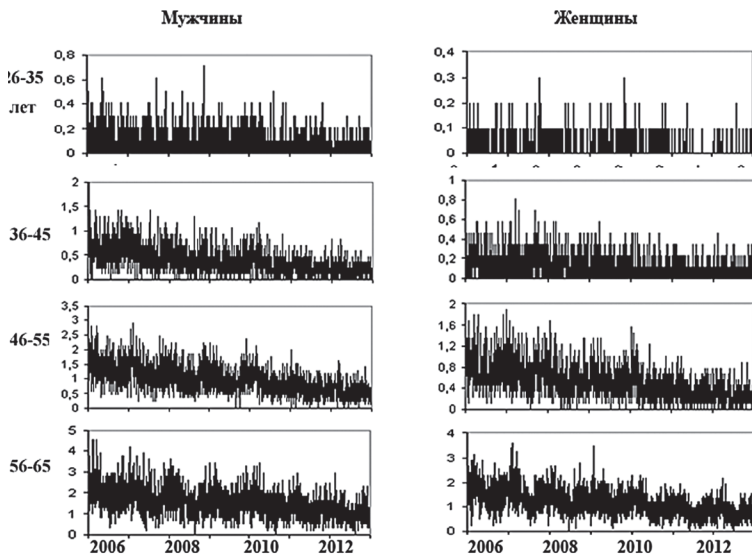 Мужчины Женщины
26-35 лет
0,8 0,6 0,4 0,2 0
0,4 0,3 0,2 0,1 0
36-45
2 1,5 1 0,5 0
1 0,8 0,6 0,4 0,2 0
46-55
3,5 3 2,5 2 1,5 1 0,5 0
2 1,6 1,2 0,8 0,4 0
56-65
5 4 3 2 1 0
4 3 2 1 0
2006 2008 2010 2012
2006 2008 2010 2012